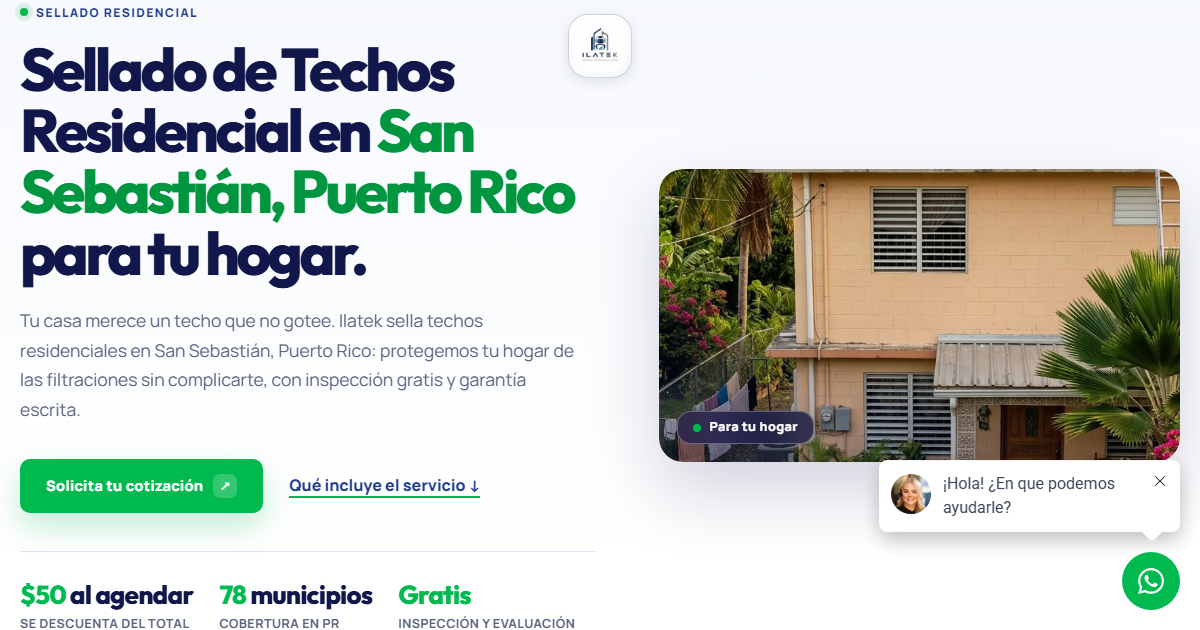 SELLADO RESIDENCIAL
ILATEK
Sellado de Techos
Residencial en San
Sebastián, Puerto Rico
para tu hogar.
Tu casa merece un techo que no gotee. Ilatek sella techos
residenciales en San Sebastián, Puerto Rico: protegemos tu hogar de
las filtraciones sin complicarte, con inspección gratis y garantía
escrita.
Solicita tu cotización ↗
Qué incluye el servicio ↓
$50 al agendar
SE DESCUENTA DEL TOTAL
78 municipios
COBERTURA EN PR
Gratis
INSPECCIÓN Y EVALUACIÓN
Para tu hogar
¡Hola! ¿En que podemos
ayudarle?